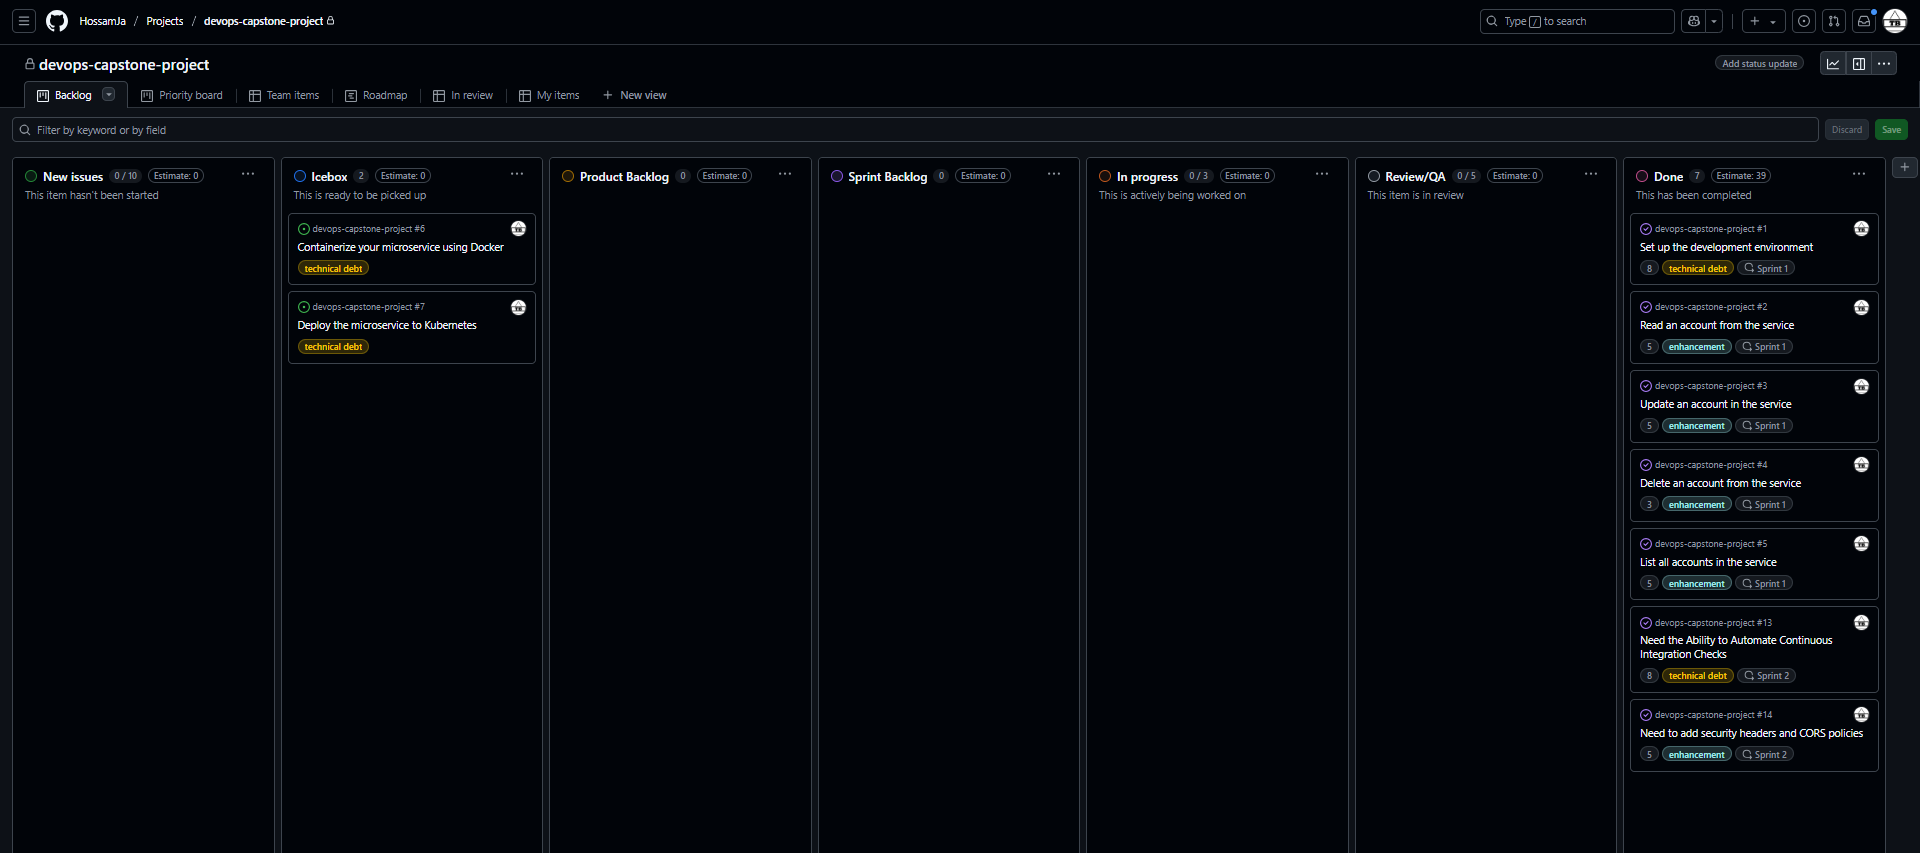 HossamJa / Projects / devops-capstone-project
Type / to search
devops-capstone-project
Add status update
Backlog
Priority board
Team items
Roadmap
In review
My items
New view
Filter by keyword or by field
Discard
Save
New issues 0 / 10 Estimate: 0
This item hasn't been started
Icebox 2 Estimate: 0
This is ready to be picked up
devops-capstone-project #6
Containerize your microservice using Docker
technical debt
devops-capstone-project #7
Deploy the microservice to Kubernetes
technical debt
Product Backlog 0 Estimate: 0
Sprint Backlog 0 Estimate: 0
In progress 0 / 3 Estimate: 0
This is actively being worked on
Review/QA 0 / 5 Estimate: 0
This item is in review
Done 7 Estimate: 39
This has been completed
devops-capstone-project #1
Set up the development environment
8 technical debt Sprint 1
devops-capstone-project #2
Read an account from the service
5 enhancement Sprint 1
devops-capstone-project #3
Update an account in the service
5 enhancement Sprint 1
devops-capstone-project #4
Delete an account from the service
3 enhancement Sprint 1
devops-capstone-project #5
List all accounts in the service
5 enhancement Sprint 1
devops-capstone-project #13
Need the Ability to Automate Continuous
Integration Checks
8 technical debt Sprint 2
devops-capstone-project #14
Need to add security headers and CORS policies
5 enhancement Sprint 2